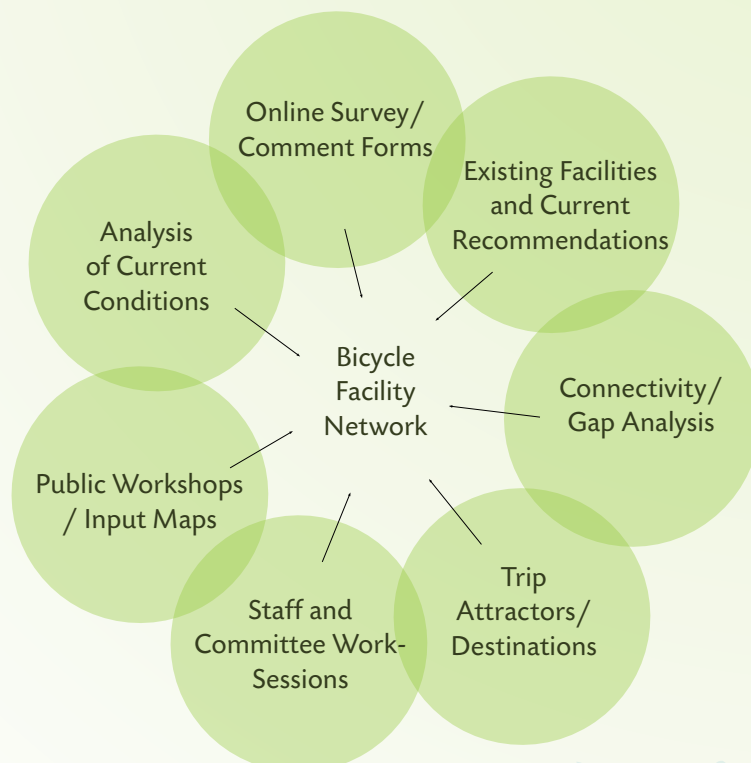 Online Survey/
Comment Forms
Existing Facilities
and Current
Recommendations
Analysis
of Current
Conditions
Bicycle
Facility
Network
Connectivity/
Gap Analysis
Public Workshops
/ Input Maps
Trip
Attractors/
Destinations
Staff and
Committee Work-
Sessions